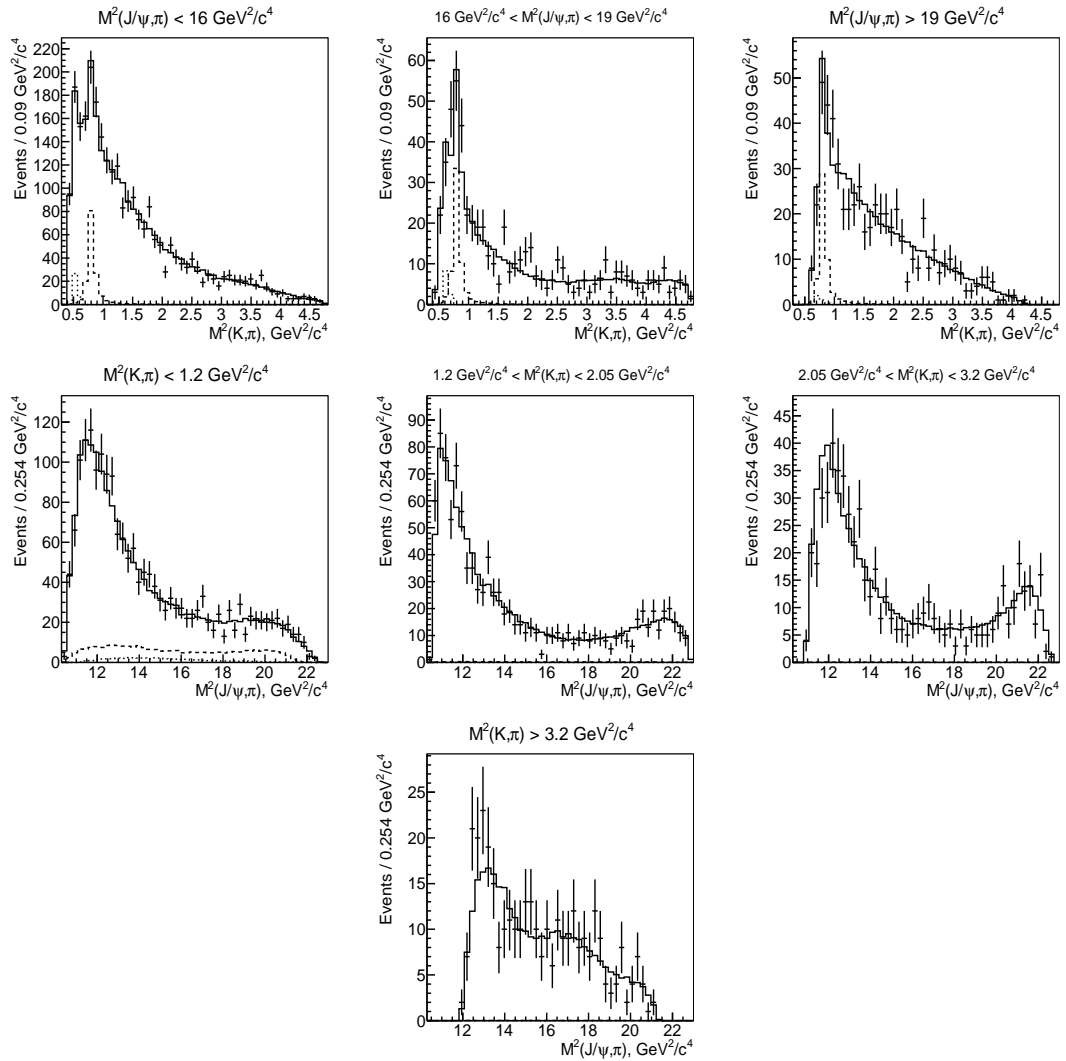 M²(J/ψ,π) < 16 GeV²/c⁴
Events / 0.09 GeV²/c⁴
220
200
180
160
140
120
100
80
60
40
20
0
0.5 1 1.5 2 2.5 3 3.5 4 4.5
M²(K,π), GeV²/c⁴
16 GeV²/c⁴ < M²(J/ψ,π) < 19 GeV²/c⁴
Events / 0.09 GeV²/c⁴
60
50
40
30
20
10
0
0.5 1 1.5 2 2.5 3 3.5 4 4.5
M²(K,π), GeV²/c⁴
M²(J/ψ,π) > 19 GeV²/c⁴
Events / 0.09 GeV²/c⁴
50
40
30
20
10
0
0.5 1 1.5 2 2.5 3 3.5 4 4.5
M²(K,π), GeV²/c⁴
M²(K,π) < 1.2 GeV²/c⁴
Events / 0.254 GeV²/c⁴
120
100
80
60
40
20
0
12 14 16 18 20 22
M²(J/ψ,π), GeV²/c⁴
1.2 GeV²/c⁴ < M²(K,π) < 2.05 GeV²/c⁴
Events / 0.254 GeV²/c⁴
90
80
70
60
50
40
30
20
10
0
12 14 16 18 20 22
M²(J/ψ,π), GeV²/c⁴
2.05 GeV²/c⁴ < M²(K,π) < 3.2 GeV²/c⁴
Events / 0.254 GeV²/c⁴
45
40
35
30
25
20
15
10
5
0
12 14 16 18 20 22
M²(J/ψ,π), GeV²/c⁴
M²(K,π) > 3.2 GeV²/c⁴
Events / 0.254 GeV²/c⁴
25
20
15
10
5
0
12 14 16 18 20 22
M²(J/ψ,π), GeV²/c⁴